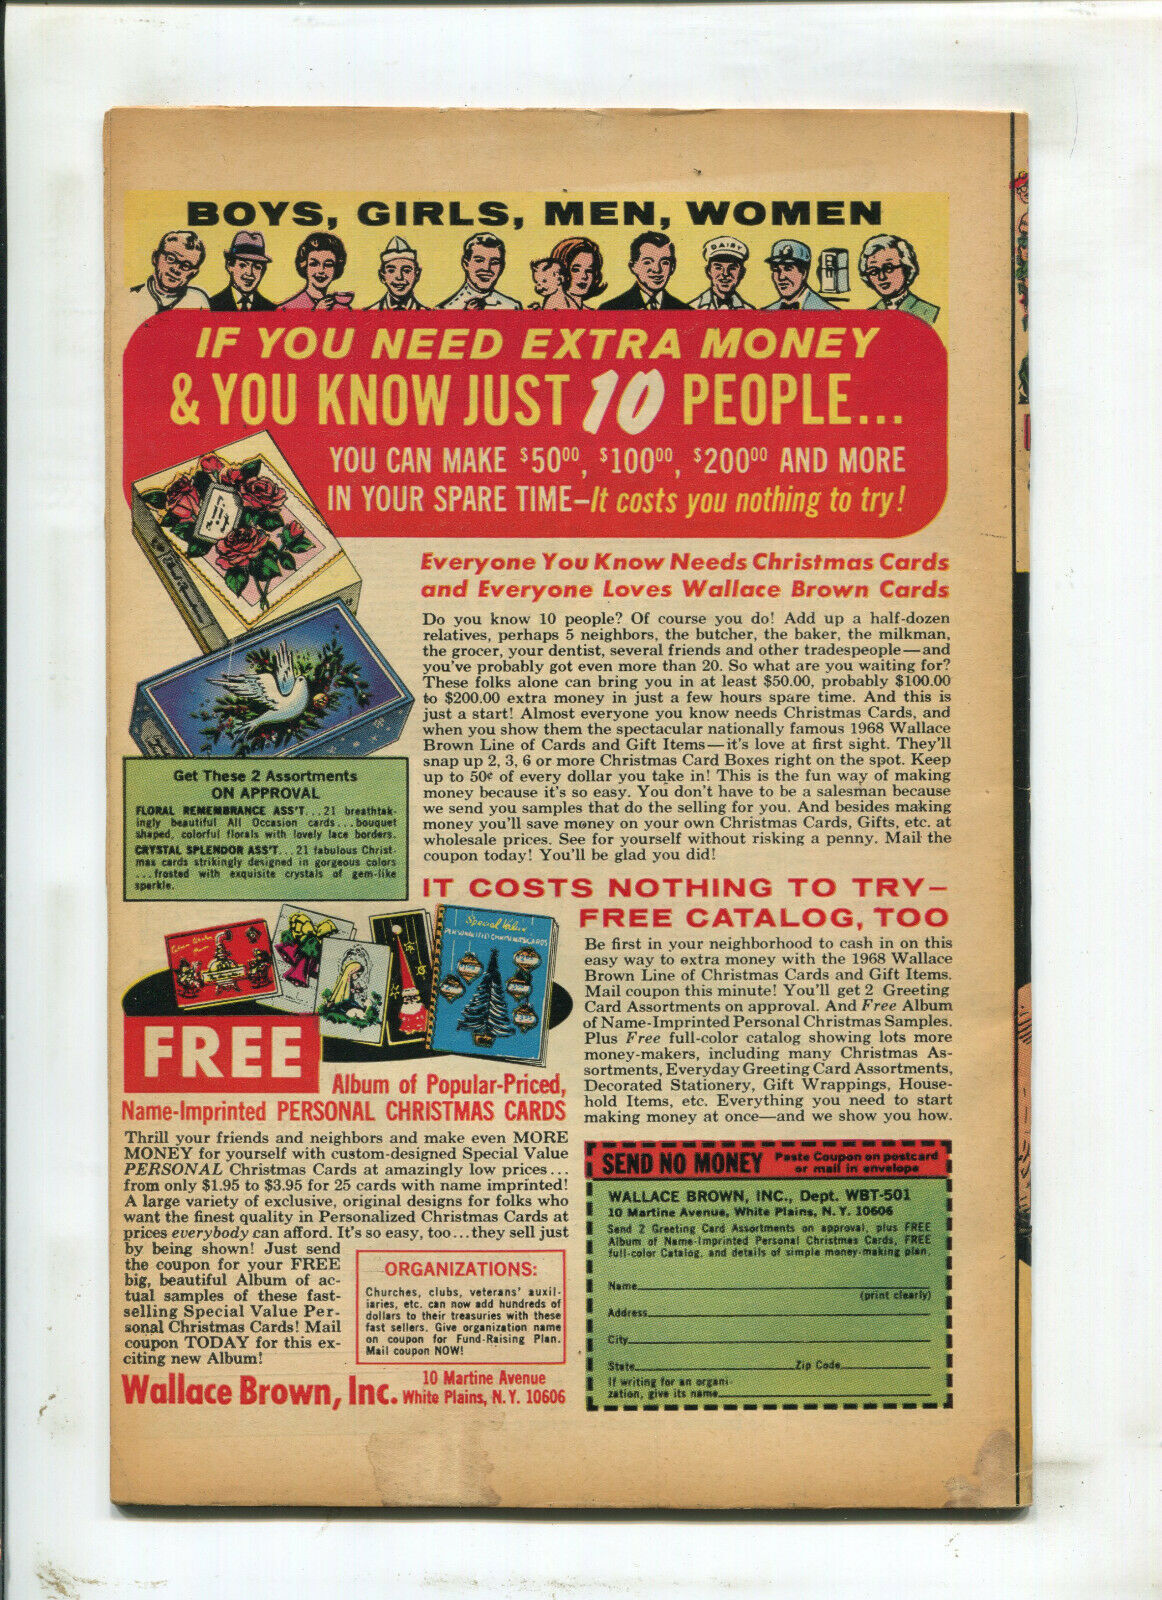 BOYS, GIRLS, MEN, WOMEN
DAIRY
IF YOU NEED EXTRA MONEY
& YOU KNOW JUST 10 PEOPLE...
YOU CAN MAKE $50⁰⁰, $100⁰⁰, $200⁰⁰ AND MORE
IN YOUR SPARE TIME–It costs you nothing to try!
Everyone You Know Needs Christmas Cards
and Everyone Loves Wallace Brown Cards
Do you know 10 people? Of course you do! Add up a half-dozen
relatives, perhaps 5 neighbors, the butcher, the baker, the milkman,
the grocer, your dentist, several friends and other tradespeople—and
you've probably got even more than 20. So what are you waiting for?
These folks alone can bring you in at least $50.00, probably $100.00
to $200.00 extra money in just a few hours spare time. And this is
just a start! Almost everyone you know needs Christmas Cards, and
when you show them the spectacular nationally famous 1968 Wallace
Brown Line of Cards and Gift Items—it's love at first sight. They'll
snap up 2, 3, 6 or more Christmas Card Boxes right on the spot. Keep
up to 50¢ of every dollar you take in! This is the fun way of making
money because it's so easy. You don't have to be a salesman because
we send you samples that do the selling for you. And besides making
money you'll save money on your own Christmas Cards, Gifts, etc. at
wholesale prices. See for yourself without risking a penny. Mail the
coupon today! You'll be glad you did!
Get These 2 Assortments
ON APPROVAL
FLORAL REMEMBRANCE ASS'T...21 breathtak-
ingly beautiful All Occasion cards...bouquet
shaped, colorful florals with lovely lace borders.
CRYSTAL SPLENDOR ASS'T...21 fabulous Christ-
mas cards strikingly designed in gorgeous colors
...frosted with exquisite crystals of gem-like
sparkle.
IT COSTS NOTHING TO TRY–
FREE CATALOG, TOO
Be first in your neighborhood to cash in on this
easy way to extra money with the 1968 Wallace
Brown Line of Christmas Cards and Gift Items.
Mail coupon this minute! You'll get 2 Greeting
Card Assortments on approval. And Free Album
of Name-Imprinted Personal Christmas Samples.
Plus Free full-color catalog showing lots more
money-makers, including many Christmas As-
sortments, Everyday Greeting Card Assortments,
Decorated Stationery, Gift Wrappings, House-
hold Items, etc. Everything you need to start
making money at once—and we show you how.
Special Value
PERSONALIZED CHRISTMAS CARDS
FREE
Album of Popular-Priced,
Name-Imprinted PERSONAL CHRISTMAS CARDS
Thrill your friends and neighbors and make even MORE
MONEY for yourself with custom-designed Special Value
PERSONAL Christmas Cards at amazingly low prices...
from only $1.95 to $3.95 for 25 cards with name imprinted!
A large variety of exclusive, original designs for folks who
want the finest quality in Personalized Christmas Cards at
prices everybody can afford. It's so easy, too...they sell just
by being shown! Just send
the coupon for your FREE
big, beautiful Album of ac-
tual samples of these fast-
selling Special Value Per-
sonal Christmas Cards! Mail
coupon TODAY for this ex-
citing new Album!
ORGANIZATIONS:
Churches, clubs, veterans' auxil-
iaries, etc. can now add hundreds of
dollars to their treasuries with these
fast sellers. Give organization name
on coupon for Fund-Raising Plan.
Mail coupon NOW!
Wallace Brown, Inc.
10 Martine Avenue
White Plains, N.Y. 10606
SEND NO MONEY
Paste Coupon on postcard
or mail in envelope
WALLACE BROWN, INC., Dept. WBT-501
10 Martine Avenue, White Plains, N.Y. 10606
Send 2 Greeting Card Assortments on approval, plus FREE
Album of Name-Imprinted Personal Christmas Cards, FREE
full-color Catalog, and details of simple money-making plan.
Name
(print clearly)
Address
City
State Zip Code
If writing for an organi-
zation, give its name